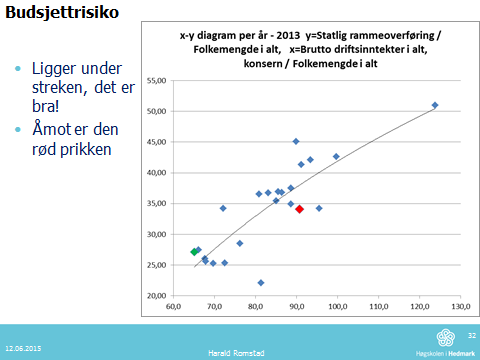 Budsjettrisiko
• Ligger under
streken, det er
bra!
• Åmot er den
rød prikken
x-y diagram per år - 2013 y=Statlig rammeoverføring /
Folkemengde i alt, x=Brutto driftsinntekter i alt,
konsern / Folkemengde i alt
55,00
50,00
45,00
40,00
35,00
30,00
25,00
20,00
60,0 70,0 80,0 90,0 100,0 110,0 120,0 130,0
32
12.06.2015
Harald Romstad
Høgskolen i Hedmark